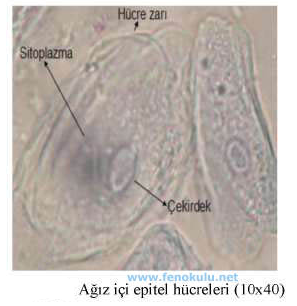 Hücre zarı
Sitoplazma
Çekirdek
www.fenokulu.net
Ağız içi epitel hücreleri (10x40)